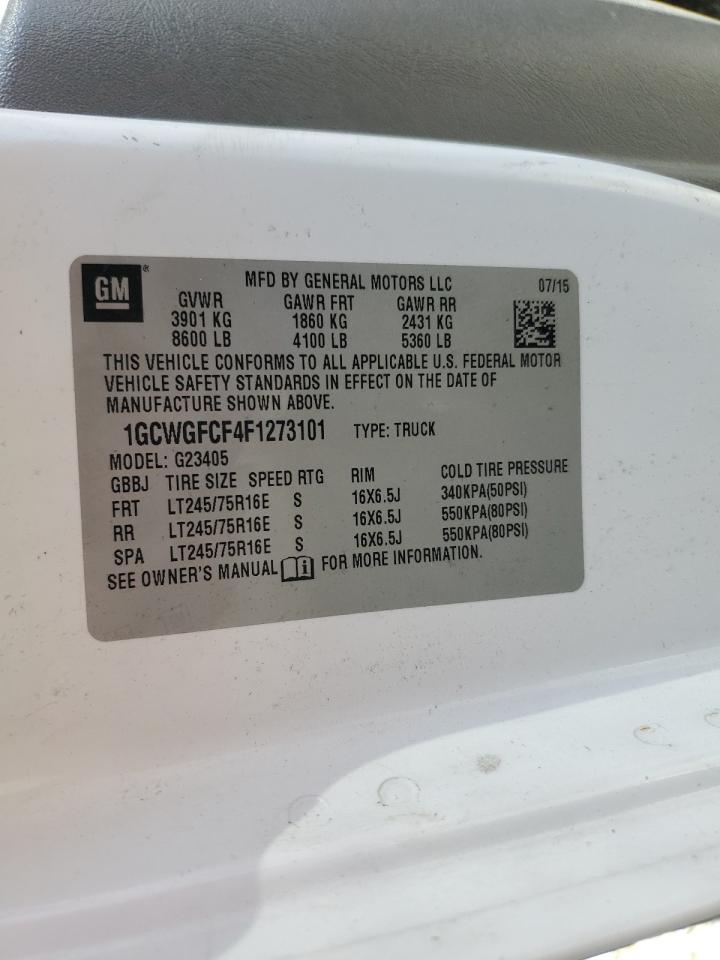 GM®
MFD BY GENERAL MOTORS LLC 07/15
GVWR GAWR FRT GAWR RR
3901 KG 1860 KG 2431 KG
8600 LB 4100 LB 5360 LB
THIS VEHICLE CONFORMS TO ALL APPLICABLE U.S. FEDERAL MOTOR
VEHICLE SAFETY STANDARDS IN EFFECT ON THE DATE OF
MANUFACTURE SHOWN ABOVE.
1GCWGFCF4F1273101 TYPE: TRUCK
MODEL: G23405
GBBJ TIRE SIZE SPEED RTG RIM COLD TIRE PRESSURE
FRT LT245/75R16E S 16X6.5J 340KPA(50PSI)
RR LT245/75R16E S 16X6.5J 550KPA(80PSI)
SPA LT245/75R16E S 16X6.5J 550KPA(80PSI)
SEE OWNER'S MANUAL FOR MORE INFORMATION.